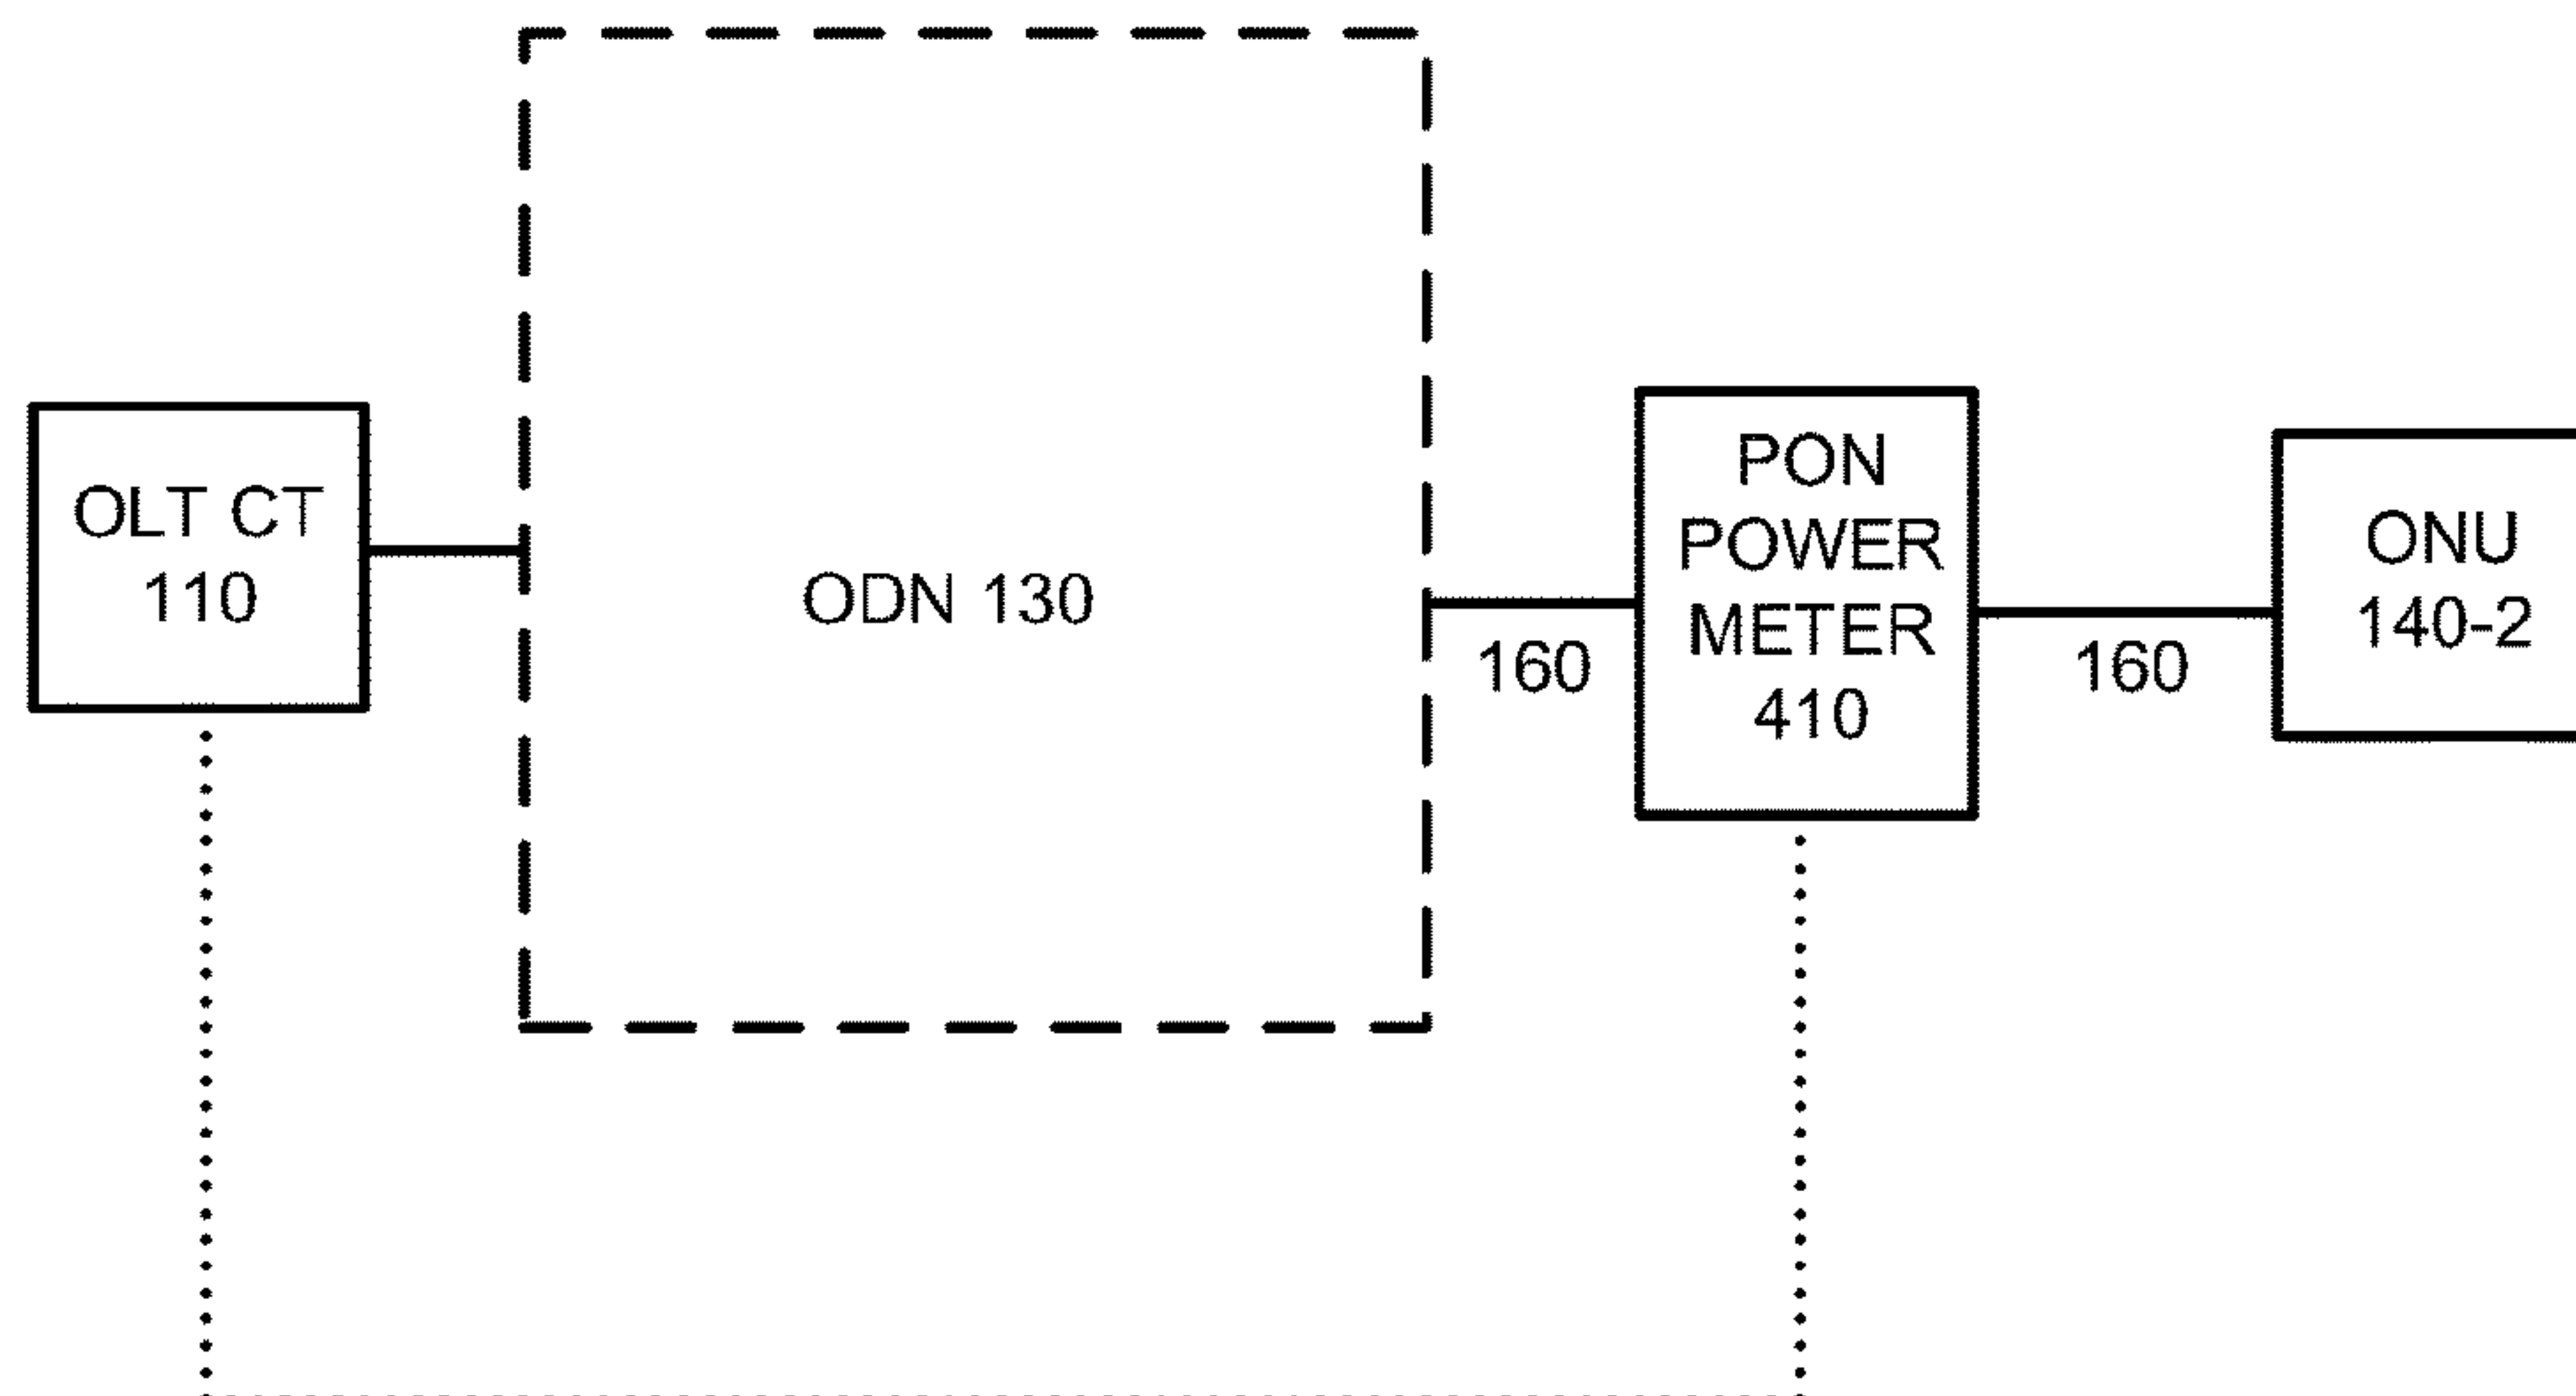 OLT CT
110
ODN 130
160
PON
POWER
METER
410
160
ONU
140-2